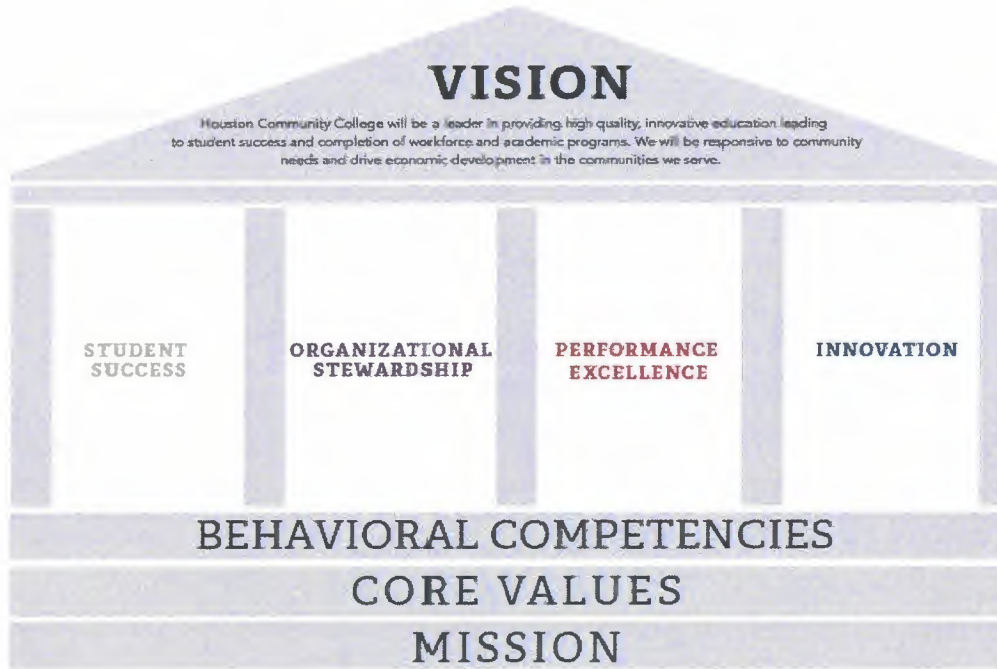 VISION
Houston Community College will be a leader in providing high quality, innovative education leading
to student success and completion of workforce and academic programs. We will be responsive to community
needs and drive economic development in the communities we serve.
STUDENT
SUCCESS
ORGANIZATIONAL
STEWARDSHIP
PERFORMANCE
EXCELLENCE
INNOVATION
BEHAVIORAL COMPETENCIES
CORE VALUES
MISSION